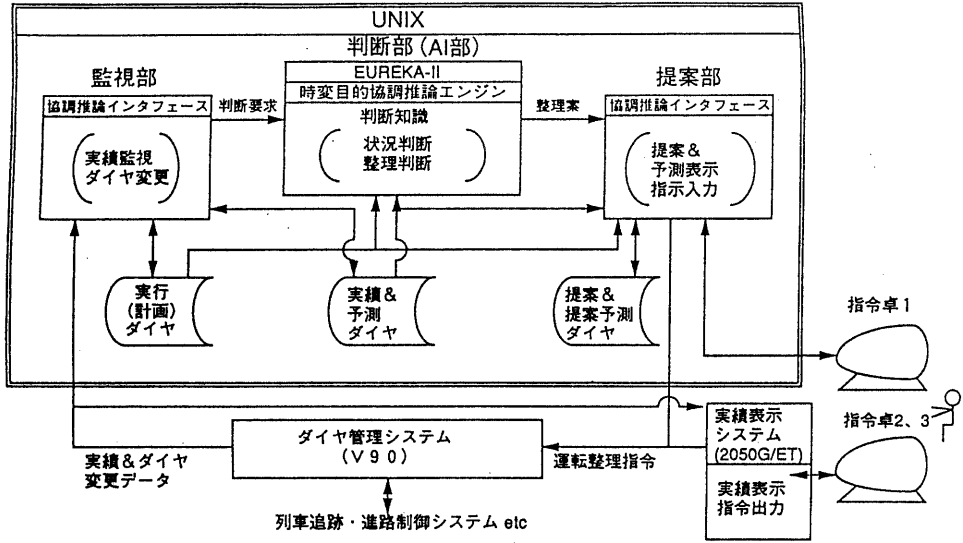 UNIX
判断部(AI部)
監視部
EUREKA-II
提案部
協調推論インタフェース
判断要求
時変目的協調推論エンジン
整理案
協調推論インタフェース
判断知識
実績監視
ダイヤ変更
状況判断
整理判断
提案&
予測表示
指示入力
実行
(計画)
ダイヤ
実績&
予測
ダイヤ
提案&
提案予測
ダイヤ
指令卓1
ダイヤ管理システム
(V90)
実績&ダイヤ
変更データ
運転整理指令
実績表示
システム
(2050G/ET)
実績表示
指令出力
指令卓2、3
列車追跡・進路制御システム etc